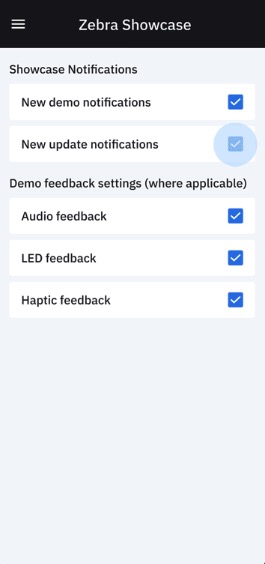 Zebra Showcase
Showcase Notifications
New demo notifications
New update notifications
Demo feedback settings (where applicable)
Audio feedback
LED feedback
Haptic feedback